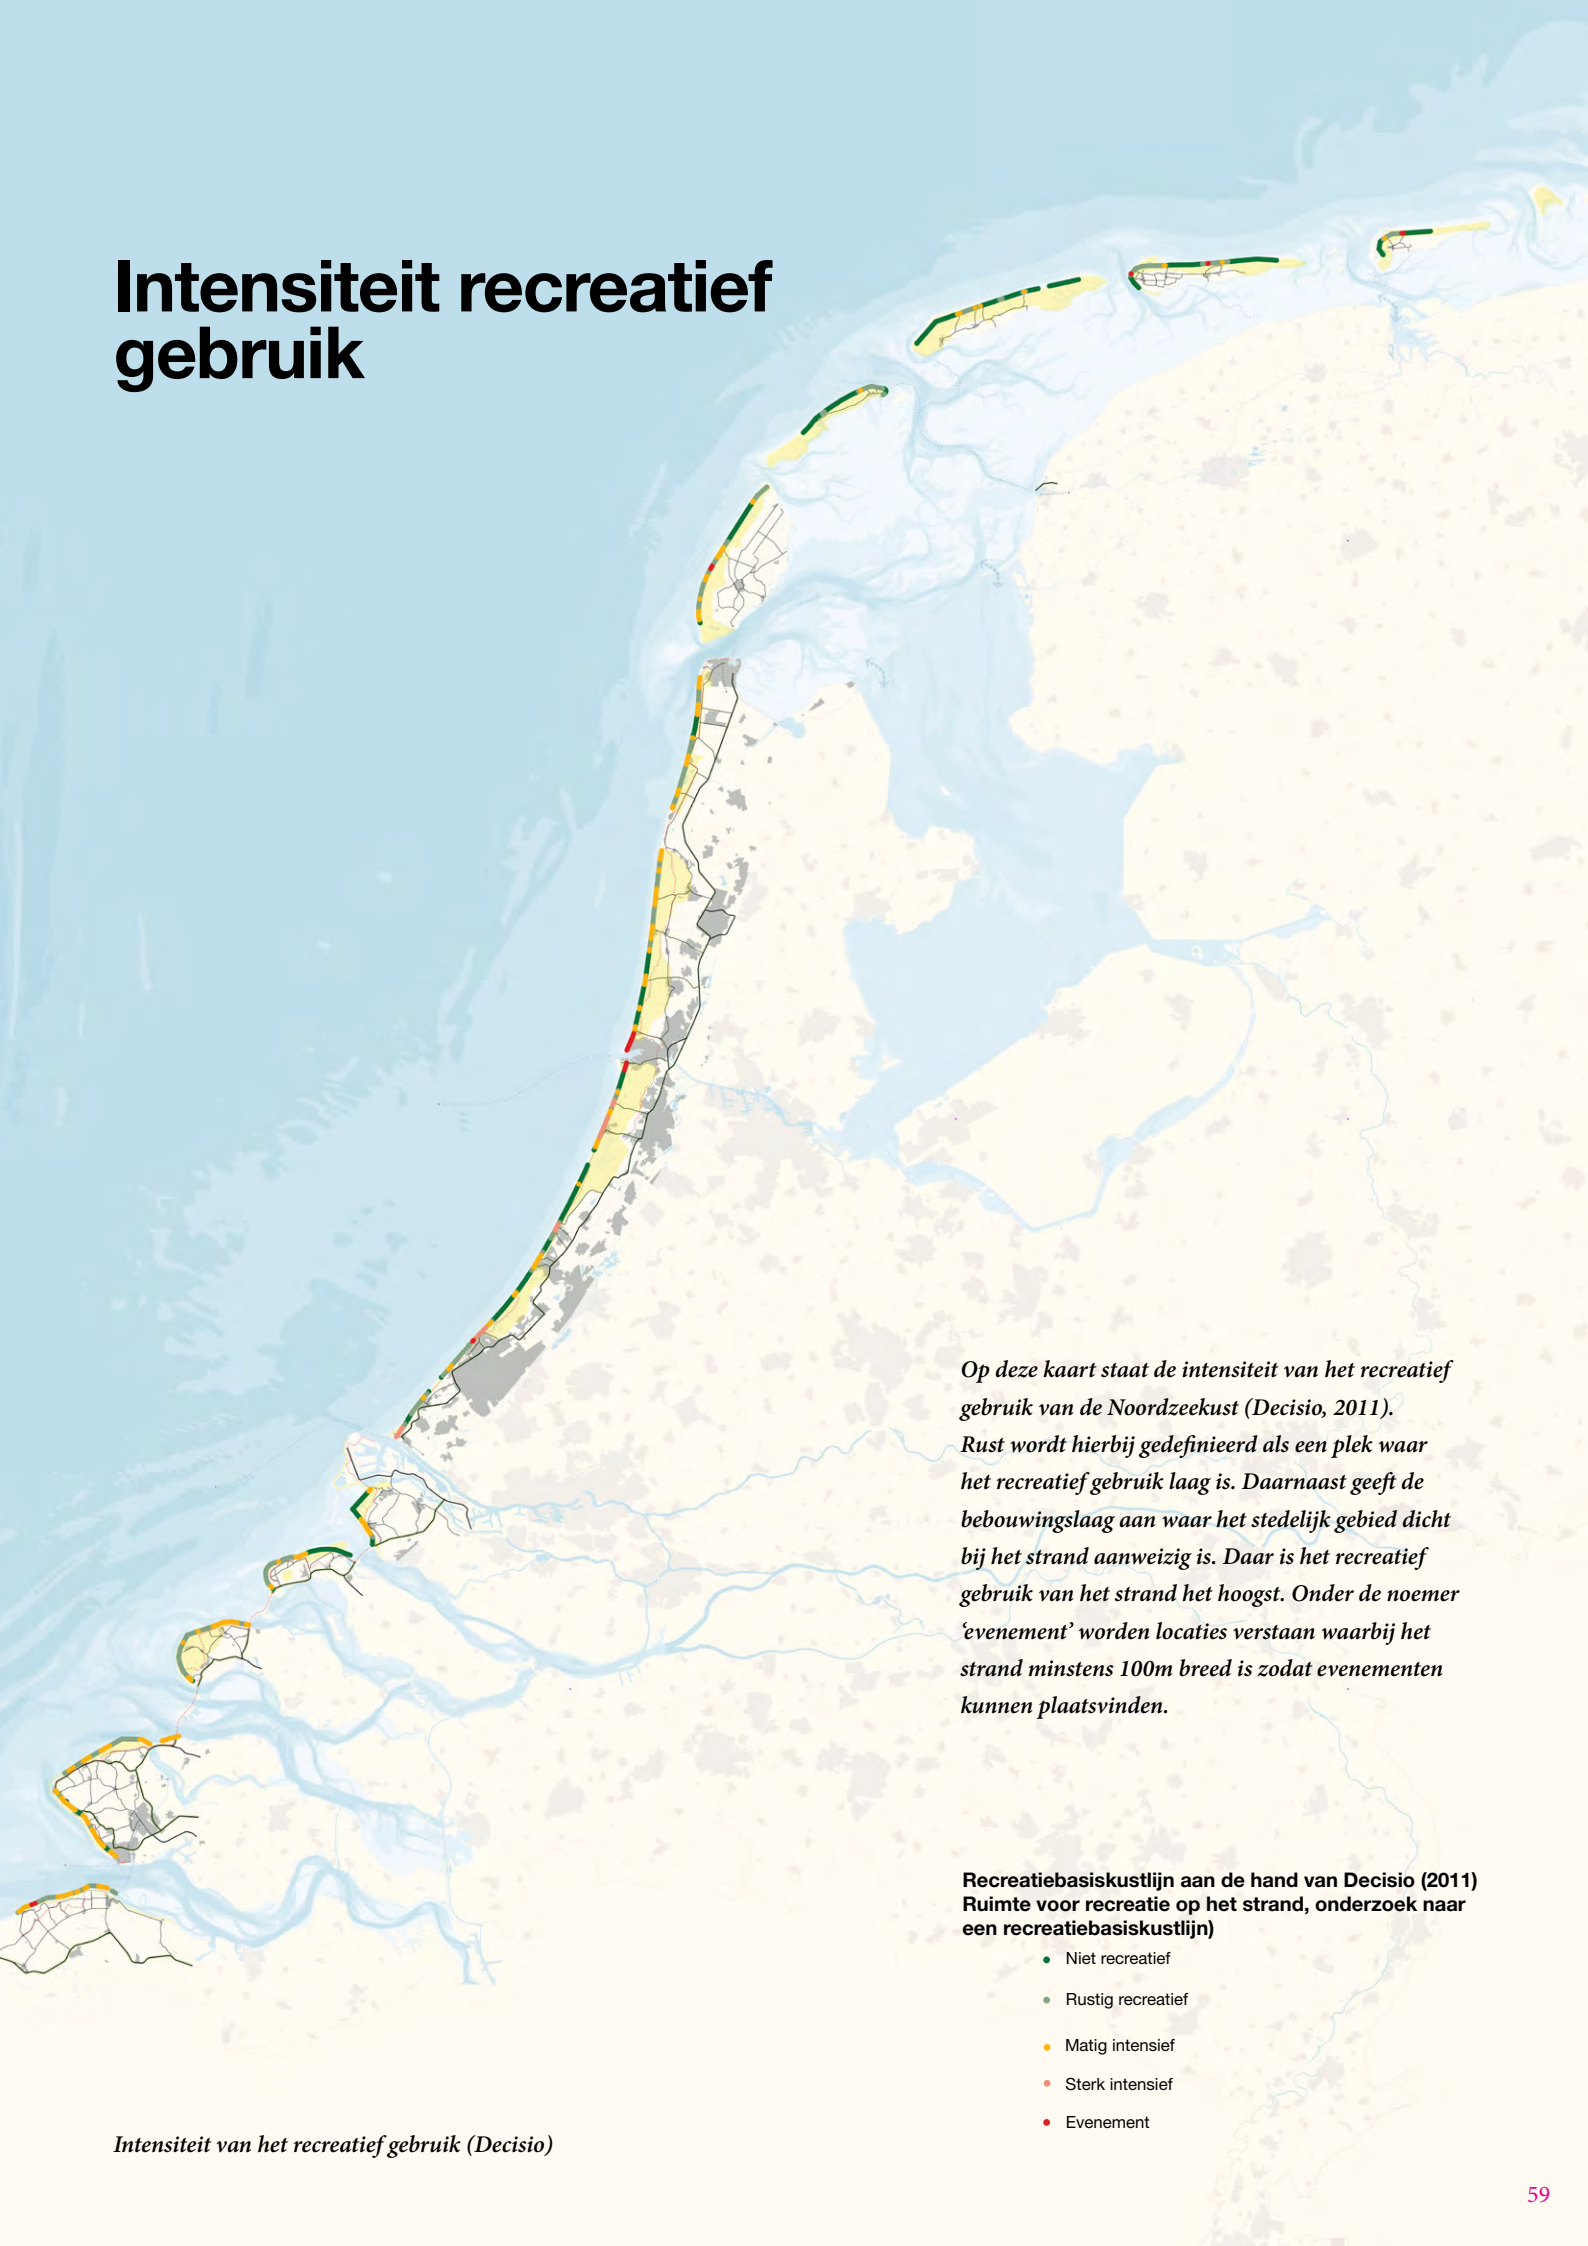 Intensiteit recreatief
gebruik
Op deze kaart staat de intensiteit van het recreatief
gebruik van de Noordzeekust (Decisio, 2011).
Rust wordt hierbij gedefinieerd als een plek waar
het recreatief gebruik laag is. Daarnaast geeft de
bebouwingslaag aan waar het stedelijk gebied dicht
bij het strand aanweizig is. Daar is het recreatief
gebruik van het strand het hoogst. Onder de noemer
‘evenement’ worden locaties verstaan waarbij het
strand minstens 100m breed is zodat evenementen
kunnen plaatsvinden.
Recreatiebasiskustlijn aan de hand van Decisio (2011)
Ruimte voor recreatie op het strand, onderzoek naar
een recreatiebasiskustlijn)
Niet recreatief
Rustig recreatief
Matig intensief
Sterk intensief
Evenement
Intensiteit van het recreatief gebruik (Decisio)
59